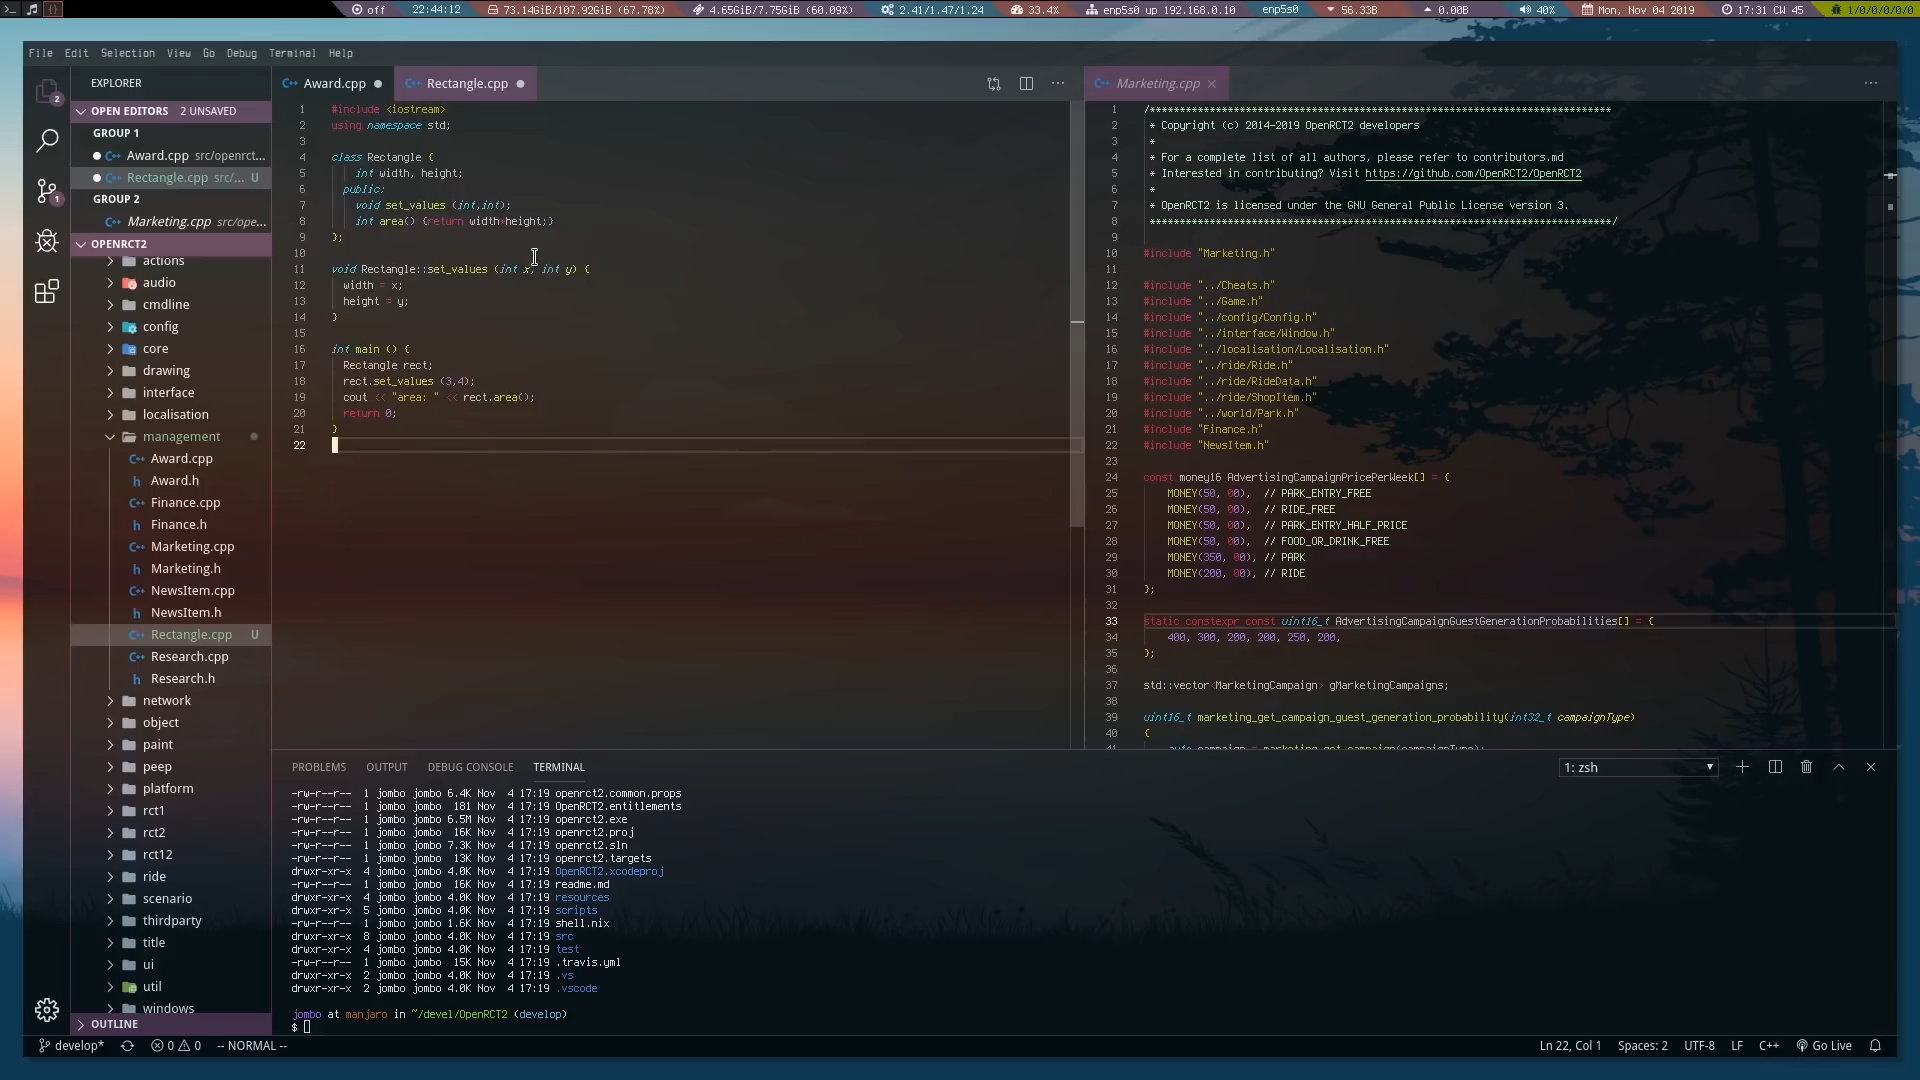 off 22:44:12 73.14GiB/107.92GiB (67.78%) 4.65GiB/7.75GiB (60.09%) 2.41/1.47/1.24 33.4% enp5s0 up 192.168.0.10 enp5s0 56.33B 0.00B 40% Mon, Nov 04 2019 17:31 CW 45 1/0/0/0/0/0
File Edit Selection View Go Debug Terminal Help
EXPLORER
OPEN EDITORS 2 UNSAVED
GROUP 1
Award.cpp src/openrct...
Rectangle.cpp src/... U
GROUP 2
Marketing.cpp src/ope...
OPENRCT2
actions
audio
cmdline
config
core
drawing
interface
localisation
management
Award.cpp
Award.h
Finance.cpp
Finance.h
Marketing.cpp
Marketing.h
NewsItem.cpp
NewsItem.h
Rectangle.cpp U
Research.cpp
Research.h
network
object
paint
peep
platform
rct1
rct2
rct12
ride
scenario
thirdparty
title
ui
util
windows
OUTLINE
2
1
Award.cpp Rectangle.cpp
1 #include <iostream>
2 using namespace std;
3
4 class Rectangle {
5 int width, height;
6 public:
7 void set_values (int,int);
8 int area() {return width*height;}
9 };
10
11 void Rectangle::set_values (int x, int y) {
12 width = x;
13 height = y;
14 }
15
16 int main () {
17 Rectangle rect;
18 rect.set_values (3,4);
19 cout << "area: " << rect.area();
20 return 0;
21 }
22
Marketing.cpp
1 /*****************************************************************************
2 * Copyright (c) 2014-2019 OpenRCT2 developers
3 *
4 * For a complete list of all authors, please refer to contributors.md
5 * Interested in contributing? Visit https://github.com/OpenRCT2/OpenRCT2
6 *
7 * OpenRCT2 is licensed under the GNU General Public License version 3.
8 *****************************************************************************/
9
10 #include "Marketing.h"
11
12 #include "../Cheats.h"
13 #include "../Game.h"
14 #include "../config/Config.h"
15 #include "../interface/Window.h"
16 #include "../localisation/Localisation.h"
17 #include "../ride/Ride.h"
18 #include "../ride/RideData.h"
19 #include "../ride/ShopItem.h"
20 #include "../world/Park.h"
21 #include "Finance.h"
22 #include "NewsItem.h"
23
24 const money16 AdvertisingCampaignPricePerWeek[] = {
25 MONEY(50, 00), // PARK_ENTRY_FREE
26 MONEY(50, 00), // RIDE_FREE
27 MONEY(50, 00), // PARK_ENTRY_HALF_PRICE
28 MONEY(50, 00), // FOOD_OR_DRINK_FREE
29 MONEY(350, 00), // PARK
30 MONEY(200, 00), // RIDE
31 };
32
33 static constexpr const uint16_t AdvertisingCampaignGuestGenerationProbabilities[] = {
34 400, 300, 200, 200, 250, 200,
35 };
36
37 std::vector<MarketingCampaign> gMarketingCampaigns;
38
39 uint16_t marketing_get_campaign_guest_generation_probability(int32_t campaignType)
40 {
41 auto campaign = marketing_get_campaign(campaignType);
PROBLEMS OUTPUT DEBUG CONSOLE TERMINAL 1: zsh
-rw-r--r-- 1 jombo jombo 6.4K Nov 4 17:19 openrct2.common.props
-rw-r--r-- 1 jombo jombo 181 Nov 4 17:19 OpenRCT2.entitlements
-rw-r--r-- 1 jombo jombo 6.5M Nov 4 17:19 openrct2.exe
-rw-r--r-- 1 jombo jombo 16K Nov 4 17:19 openrct2.proj
-rw-r--r-- 1 jombo jombo 7.3K Nov 4 17:19 openrct2.sln
-rw-r--r-- 1 jombo jombo 13K Nov 4 17:19 openrct2.targets
drwxr-xr-x 4 jombo jombo 4.0K Nov 4 17:19 OpenRCT2.xcodeproj
-rw-r--r-- 1 jombo jombo 16K Nov 4 17:19 readme.md
drwxr-xr-x 4 jombo jombo 4.0K Nov 4 17:19 resources
drwxr-xr-x 5 jombo jombo 4.0K Nov 4 17:19 scripts
-rw-r--r-- 1 jombo jombo 1.6K Nov 4 17:19 shell.nix
drwxr-xr-x 8 jombo jombo 4.0K Nov 4 17:19 src
drwxr-xr-x 4 jombo jombo 4.0K Nov 4 17:19 test
-rw-r--r-- 1 jombo jombo 15K Nov 4 17:19 .travis.yml
drwxr-xr-x 2 jombo jombo 4.0K Nov 4 17:19 .vs
drwxr-xr-x 2 jombo jombo 4.0K Nov 4 17:19 .vscode
jombo at manjaro in ~/devel/OpenRCT2 (develop)
$
develop* 0 0 -- NORMAL -- Ln 22, Col 1 Spaces: 2 UTF-8 LF C++ Go Live